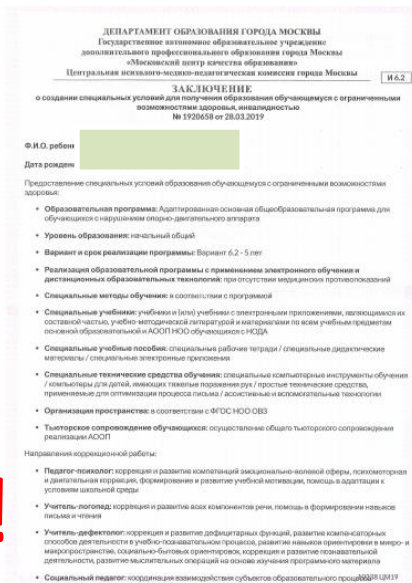 ДЕПАРТАМЕНТ ОБРАЗОВАНИЯ ГОРОДА МОСКВЫ
Государственное автономное образовательное учреждение
дополнительного профессионального образования города Москвы
«Московский центр качества образования»
Центральная психолого-медико-педагогическая комиссия города Москвы
И 6.2
ЗАКЛЮЧЕНИЕ
о создании специальных условий для получения образования обучающемуся с ограниченными
возможностями здоровья, инвалидностью
№ 1920658 от 28.03.2019
Ф.И.О. ребен
Дата рожден
Предоставление специальных условий образования обучающемуся с ограниченными возможностями
здоровья:
• Образовательная программа: Адаптированная основная общеобразовательная программа для
обучающихся с нарушением опорно-двигательного аппарата
• Уровень образования: начальный общий
• Вариант и срок реализации программы: Вариант 6.2 - 5 лет
• Реализация образовательной программы с применением электронного обучения и
дистанционных образовательных технологий: при отсутствии медицинских противопоказаний
• Специальные методы обучения: в соответствии с программой
• Специальные учебники: учебники и (или) учебники с электронными приложениями, являющимися их
составной частью, учебно-методической литературой и материалами по всем учебным предметам
основной образовательной и АООП НОО обучающихся с НОДА
• Специальные учебные пособия: специальные рабочие тетради / специальные дидактические
материалы / специальные электронные приложения
• Специальные технические средства обучения: специальные компьютерные инструменты обучения
/ компьютеры для детей, имеющих тяжелые поражения рук / простые технические средства,
применяемые для оптимизации процесса письма / ассистивные и вспомогательные технологии
• Организация пространства: в соответствии с ФГОС НОО ОВЗ
• Тьюторское сопровождение обучающихся: осуществление общего тьюторского сопровождения
реализации АООП
Направления коррекционной работы:
• Педагог-психолог: коррекция и развитие компетенций эмоционально-волевой сферы, психомоторная
и двигательная коррекция, формирование и развитие учебной мотивации, помощь в адаптации к
условиям школьной среды
• Учитель-логопед: коррекция и развитие всех компонентов речи, помощь в формировании навыков
письма и чтения
• Учитель-дефектолог: коррекция и развитие дефицитарных функций, развитие компенсаторных
способов деятельности в учебно-познавательном процессе, развитие навыков ориентировки в микро- и
макропространстве, социально-бытовых ориентировок, коррекция и развитие познавательной
деятельности, развитие мыслительных операций на основе изучения программного материала
• Социальный педагог: координация взаимодействия субъектов образовательного процесса
ЦМ19
!